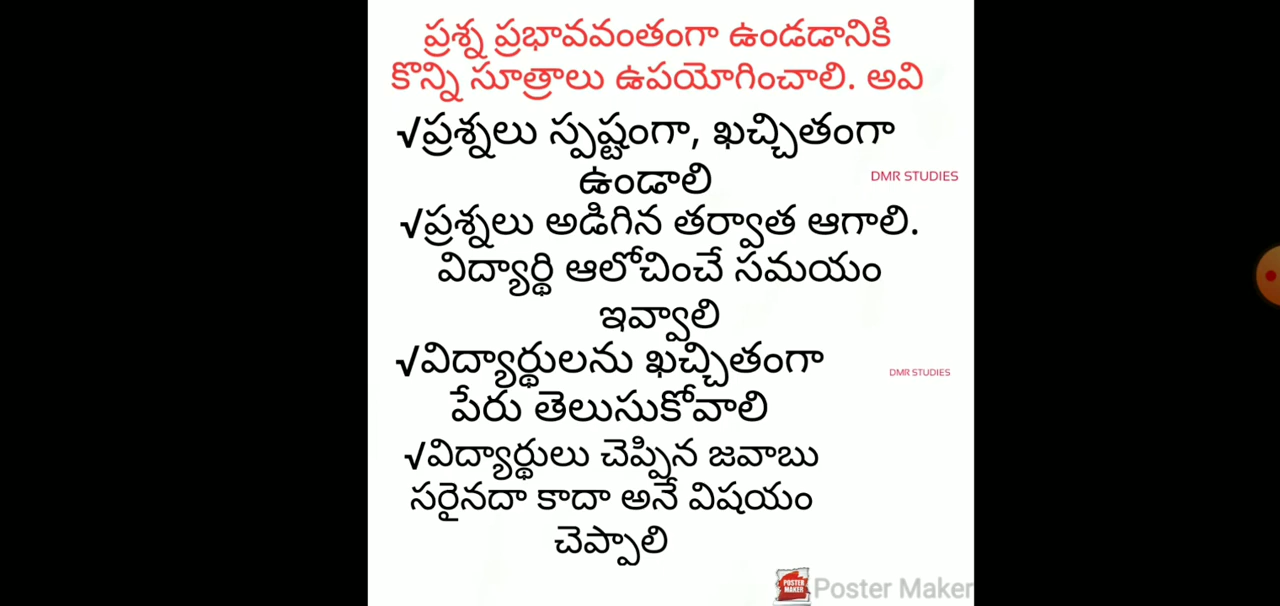 ప్రశ్న ప్రభావవంతంగా ఉండడానికి
కొన్ని సూత్రాలు ఉపయోగించాలి. అవి
√ప్రశ్నలు స్పష్టంగా, ఖచ్చితంగా
ఉండాలి
DMR STUDIES
√ప్రశ్నలు అడిగిన తర్వాత ఆగాలి.
విద్యార్థి ఆలోచించే సమయం
ఇవ్వాలి
√విద్యార్థులను ఖచ్చితంగా
DMR STUDIES
పేరు తెలుసుకోవాలి
√విద్యార్థులు చెప్పిన జవాబు
సరైనదా కాదా అనే విషయం
చెప్పాలి
POSTER MAKER
Poster Maker